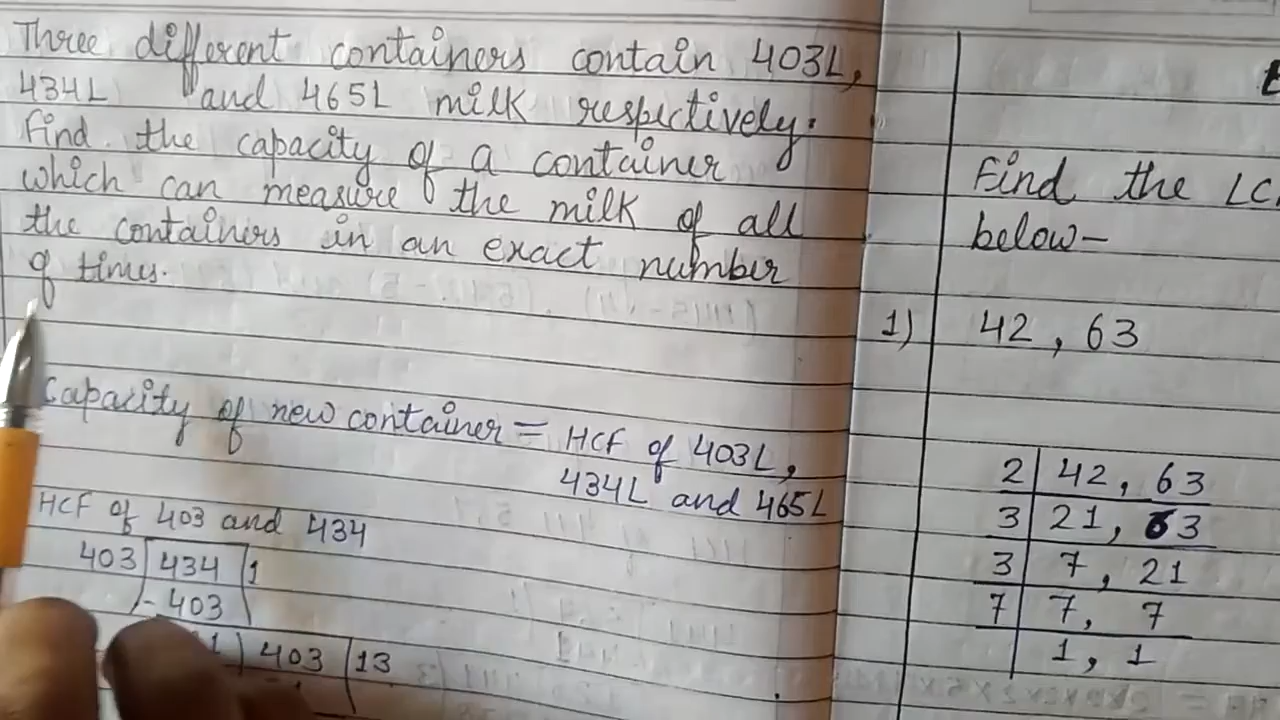 Three different containers contain 403L,
434L and 465L milk respectively.
Find the capacity of a container
which can measure the milk of all
the containers in an exact number
of times.
Capacity of new container = HCF of 403L,
434L and 465L
HCF of 403 and 434
403 434 1
- 403
1 403 13
Find the LC
below-
1) 42, 63
2 42, 63
3 21, 63
3 7, 21
7 7, 7
1, 1